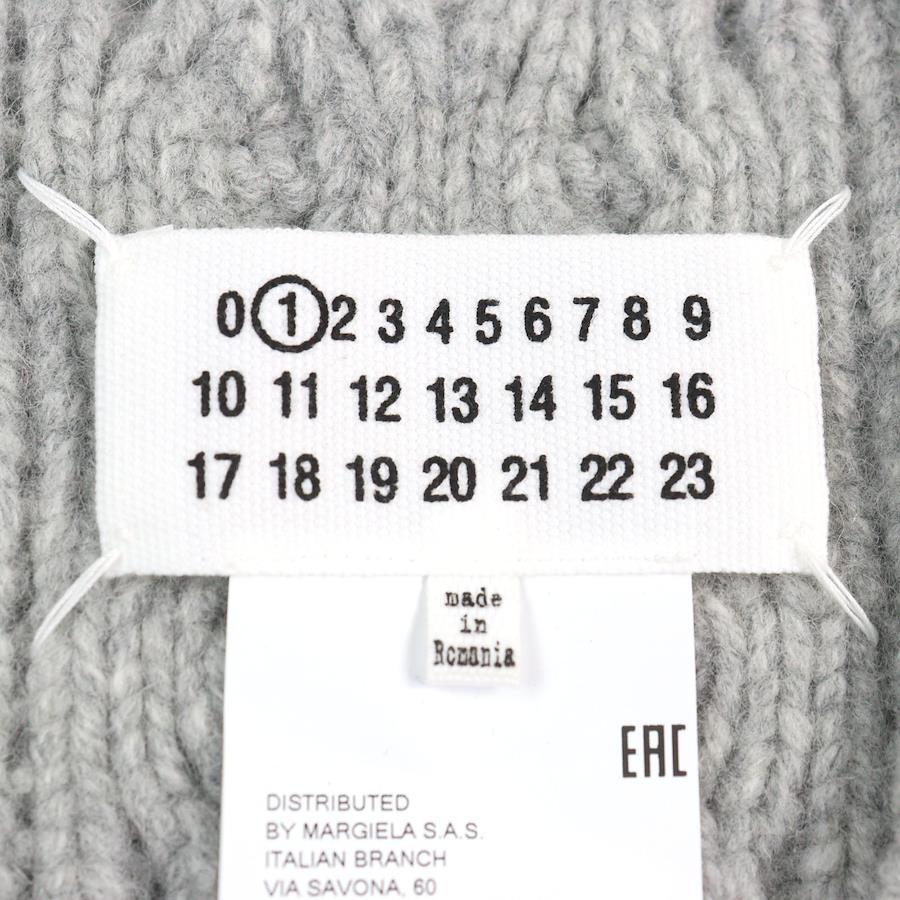 0 1 2 3 4 5 6 7 8 9
10 11 12 13 14 15 16
17 18 19 20 21 22 23
made
in
Romania
EAC
DISTRIBUTED
BY MARGIELA S.A.S.
ITALIAN BRANCH
VIA SAVONA, 60